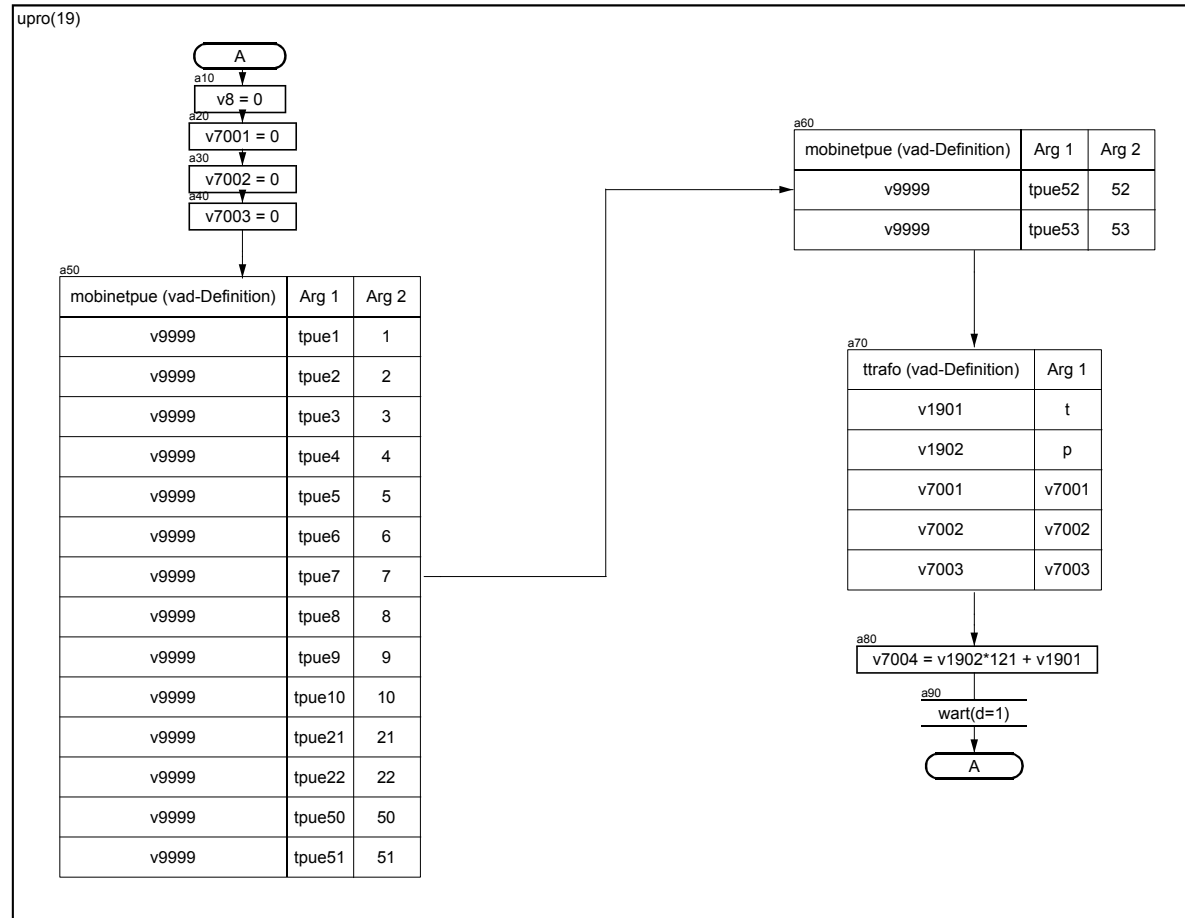 upro(19)
A
a10
v8 = 0
a20
v7001 = 0
a30
v7002 = 0
a40
v7003 = 0
a50
mobinetpue (vad-Definition) Arg 1 Arg 2
v9999 tpue1 1
v9999 tpue2 2
v9999 tpue3 3
v9999 tpue4 4
v9999 tpue5 5
v9999 tpue6 6
v9999 tpue7 7
v9999 tpue8 8
v9999 tpue9 9
v9999 tpue10 10
v9999 tpue21 21
v9999 tpue22 22
v9999 tpue50 50
v9999 tpue51 51
a60
mobinetpue (vad-Definition) Arg 1 Arg 2
v9999 tpue52 52
v9999 tpue53 53
a70
ttrafo (vad-Definition) Arg 1
v1901 t
v1902 p
v7001 v7001
v7002 v7002
v7003 v7003
a80
v7004 = v1902*121 + v1901
a90
wart(d=1)
A